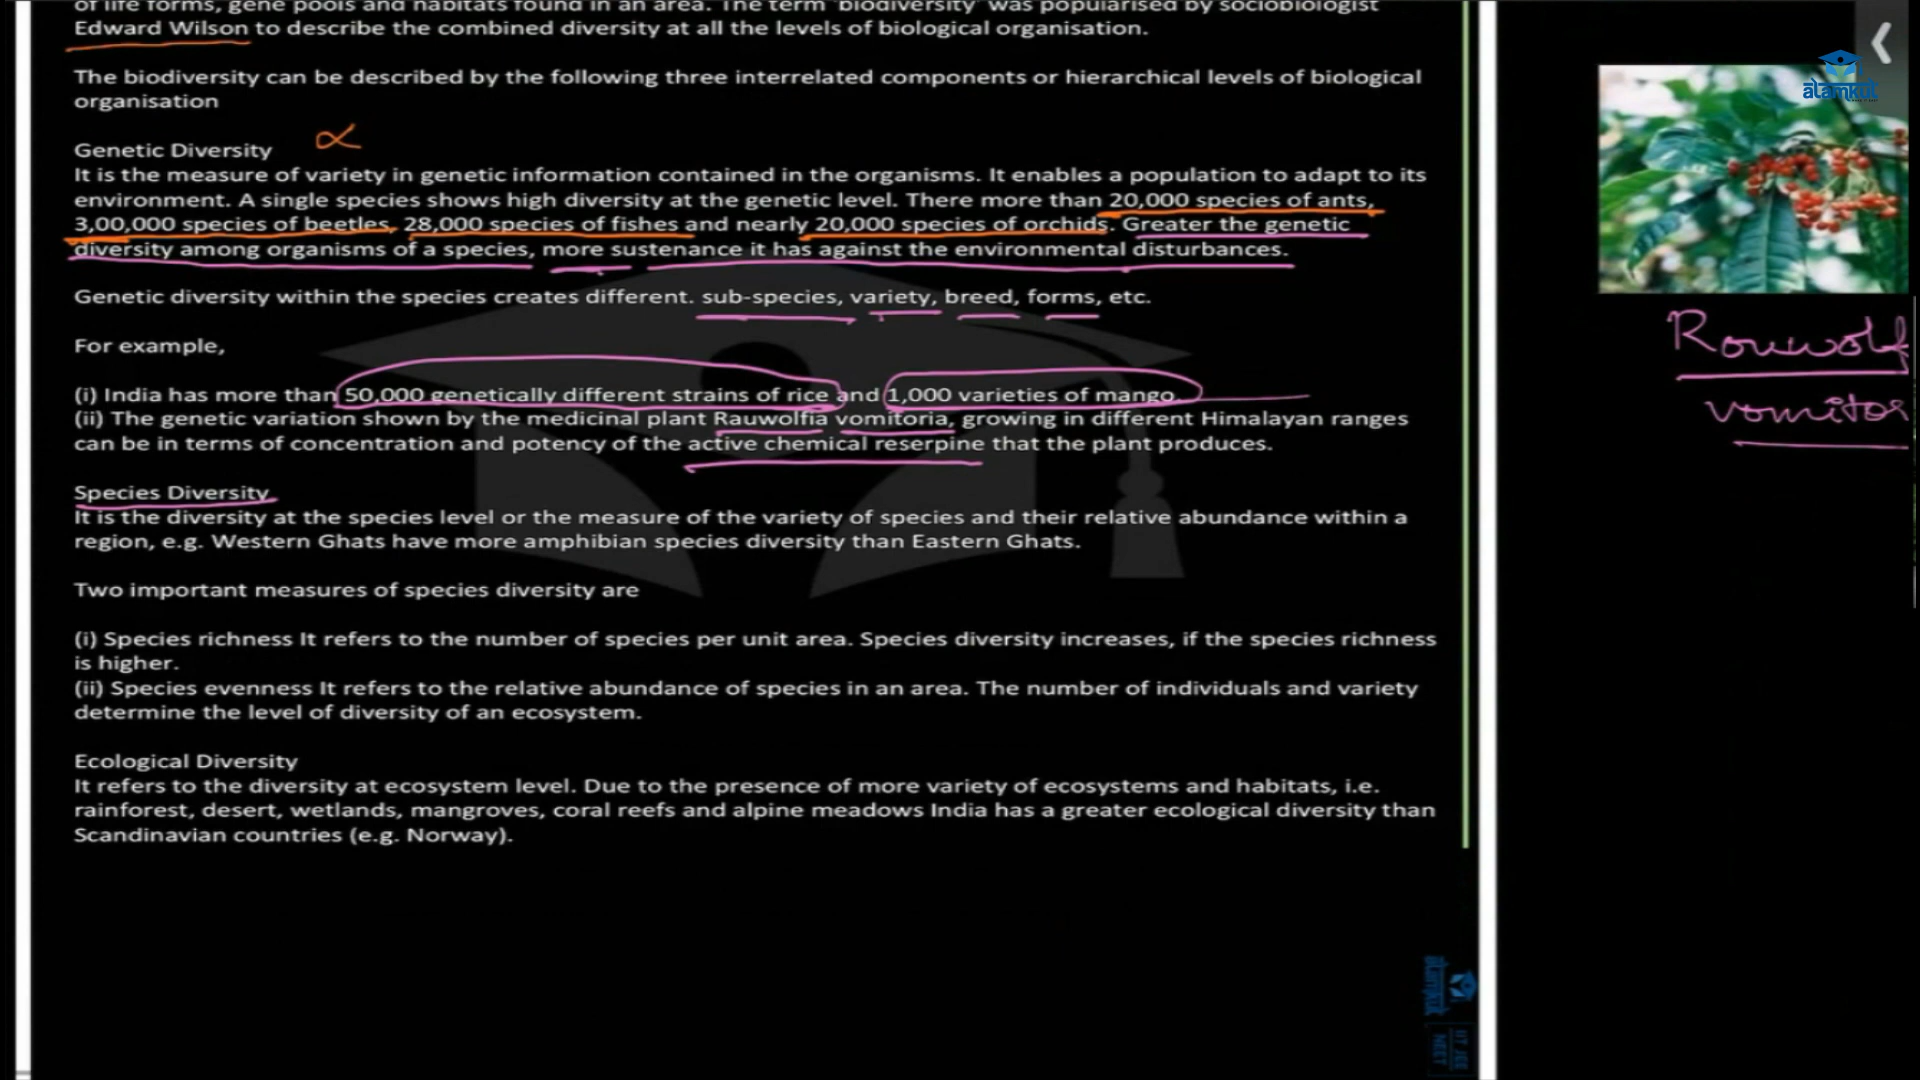 of life forms, gene pools and habitats found in an area. The term 'biodiversity' was popularised by sociobiologist
Edward Wilson to describe the combined diversity at all the levels of biological organisation.
The biodiversity can be described by the following three interrelated components or hierarchical levels of biological
organisation
Genetic Diversity α
It is the measure of variety in genetic information contained in the organisms. It enables a population to adapt to its
environment. A single species shows high diversity at the genetic level. There more than 20,000 species of ants,
3,00,000 species of beetles, 28,000 species of fishes and nearly 20,000 species of orchids. Greater the genetic
diversity among organisms of a species, more sustenance it has against the environmental disturbances.
Genetic diversity within the species creates different. sub-species, variety, breed, forms, etc.
For example,
(i) India has more than 50,000 genetically different strains of rice and 1,000 varieties of mango.
(ii) The genetic variation shown by the medicinal plant Rauwolfia vomitoria, growing in different Himalayan ranges
can be in terms of concentration and potency of the active chemical reserpine that the plant produces.
Species Diversity
It is the diversity at the species level or the measure of the variety of species and their relative abundance within a
region, e.g. Western Ghats have more amphibian species diversity than Eastern Ghats.
Two important measures of species diversity are
(i) Species richness It refers to the number of species per unit area. Species diversity increases, if the species richness
is higher.
(ii) Species evenness It refers to the relative abundance of species in an area. The number of individuals and variety
determine the level of diversity of an ecosystem.
Ecological Diversity
It refers to the diversity at ecosystem level. Due to the presence of more variety of ecosystems and habitats, i.e.
rainforest, desert, wetlands, mangroves, coral reefs and alpine meadows India has a greater ecological diversity than
Scandinavian countries (e.g. Norway).
alamkut
Rouwolf
vomitor
alamkut
IIT JEE
NEET